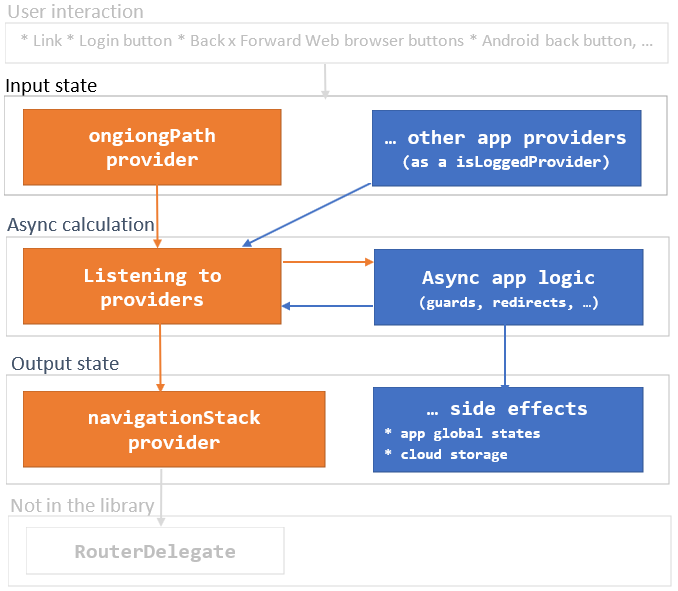 User interaction
* Link * Login button * Back x Forward Web browser buttons * Android back button, …
Input state
ongiongPath
provider
… other app providers
(as a isLoggedProvider)
Async calculation
Listening to
providers
Async app logic
(guards, redirects, …)
Output state
navigationStack
provider
… side effects
* app global states
* cloud storage
Not in the library
RouterDelegate